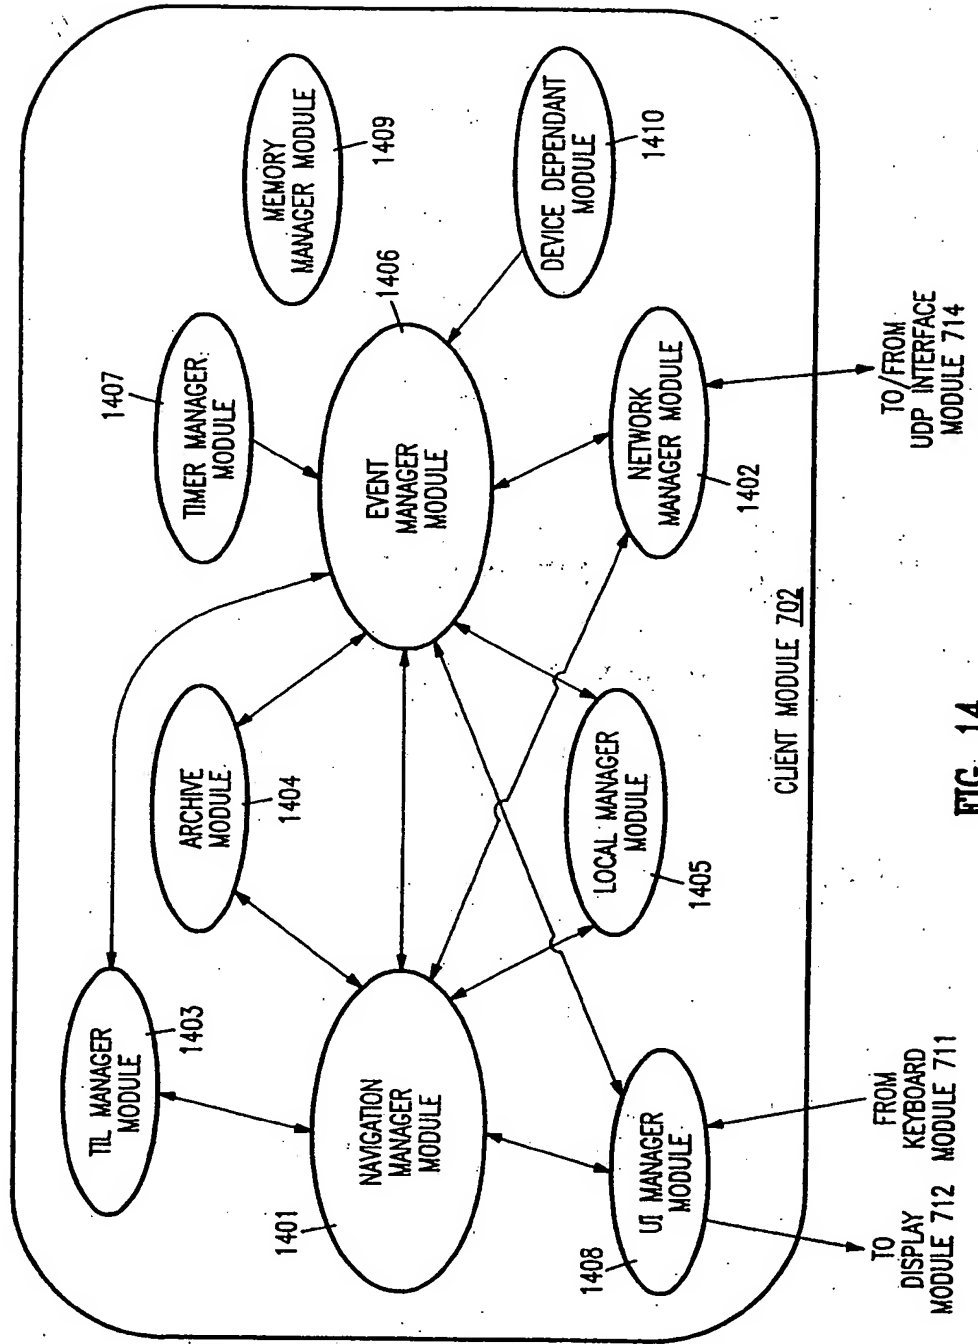 TIL MANAGER
MODULE
1403
1407
TIMER MANAGER
MODULE
ARCHIVE
MODULE
1404
MEMORY
MANAGER MODULE
1409
1401
NAVIGATION
MANAGER
MODULE
EVENT
MANAGER
MODULE
1406
1408
UI MANAGER
MODULE
LOCAL MANAGER
MODULE
1405
NETWORK
MANAGER MODULE
1402
DEVICE DEPENDANT
MODULE
1410
CLIENT MODULE 702
TO
DISPLAY
MODULE 712
FROM
KEYBOARD
MODULE 711
TO/FROM
UDP INTERFACE
MODULE 714
FIG. 14